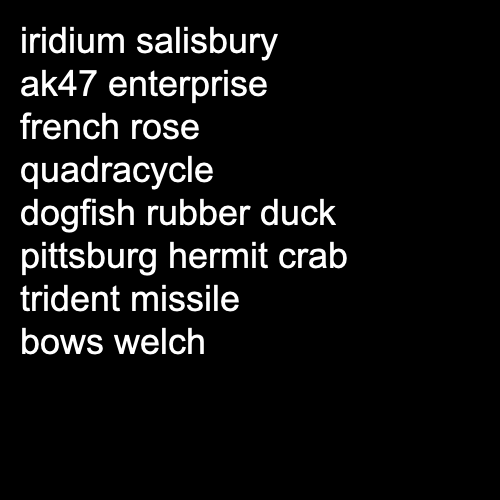 iridium salisbury
ak47 enterprise
french rose
quadracycle
dogfish rubber duck
pittsburg hermit crab
trident missile
bows welch